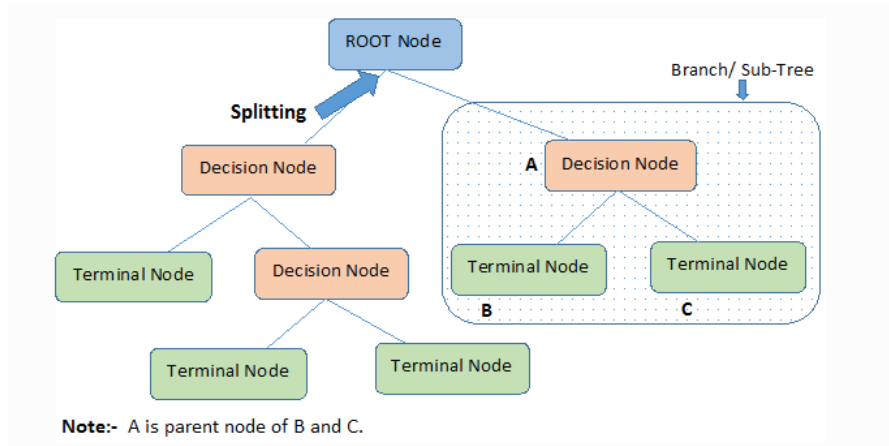 ROOT Node
Branch/ Sub-Tree
Splitting
Decision Node
A
Decision Node
Terminal Node
Decision Node
Terminal Node
Terminal Node
B
C
Terminal Node
Terminal Node
Note:- A is parent node of B and C.